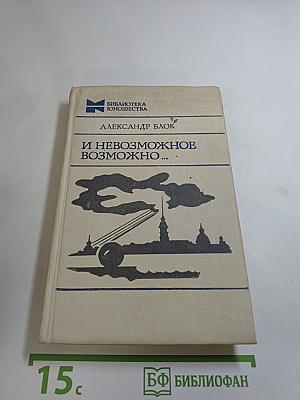 БИБЛИОТЕКА
ЮНОШЕСТВА
АЛЕКСАНДР БЛОК
И НЕВОЗМОЖНОЕ
ВОЗМОЖНО...
15с
БФ БИБЛИОФАН